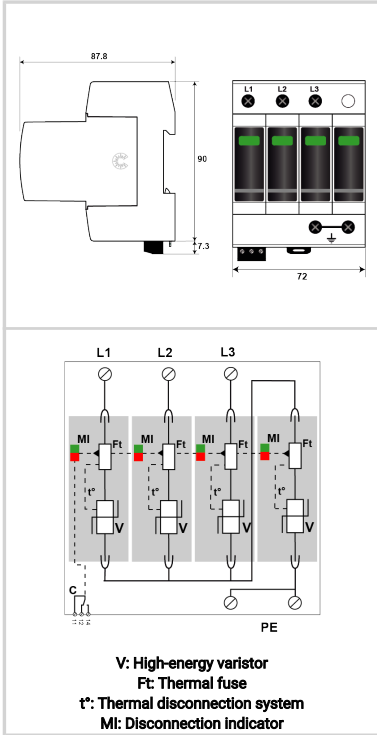 87.8
L1 L2 L3
90
7.3
72
L1 L2 L3
MI Ft MI Ft MI Ft MI Ft
t° t° t° t°
V V V V
C
11 12 14
PE
V: High-energy varistor
Ft: Thermal fuse
t°: Thermal disconnection system
MI: Disconnection indicator